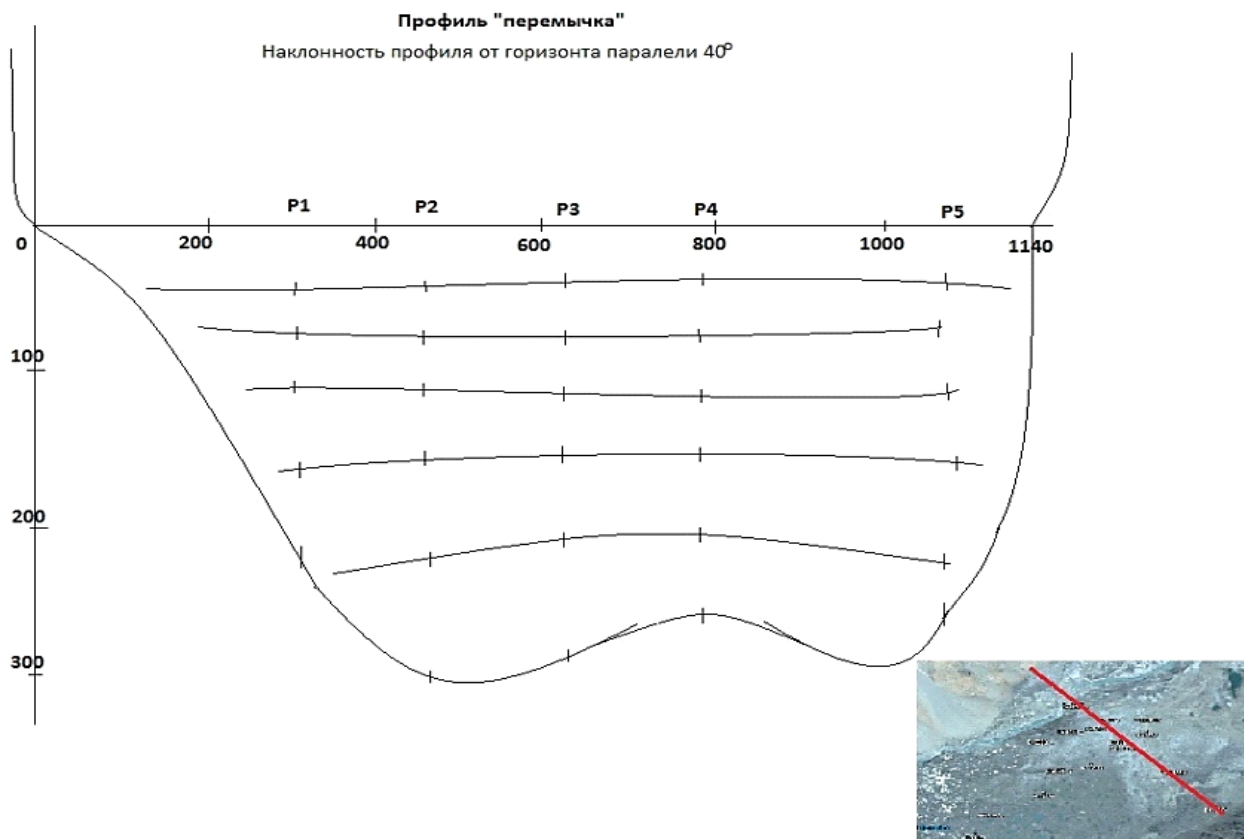 Профиль "перемычка"
Наклонность профиля от горизонта паралели 40°
P1 P2 P3 P4 P5
0 200 400 600 800 1000 1140
100
200
300